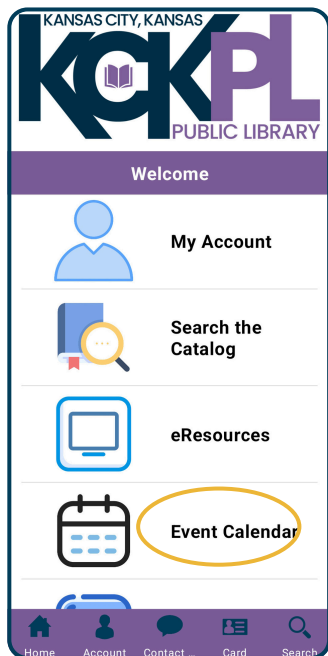 KANSAS CITY, KANSAS
KCKPL
PUBLIC LIBRARY
Welcome
My Account
Search the
Catalog
eResources
Event Calendar
Home Account Contact ... Card Search